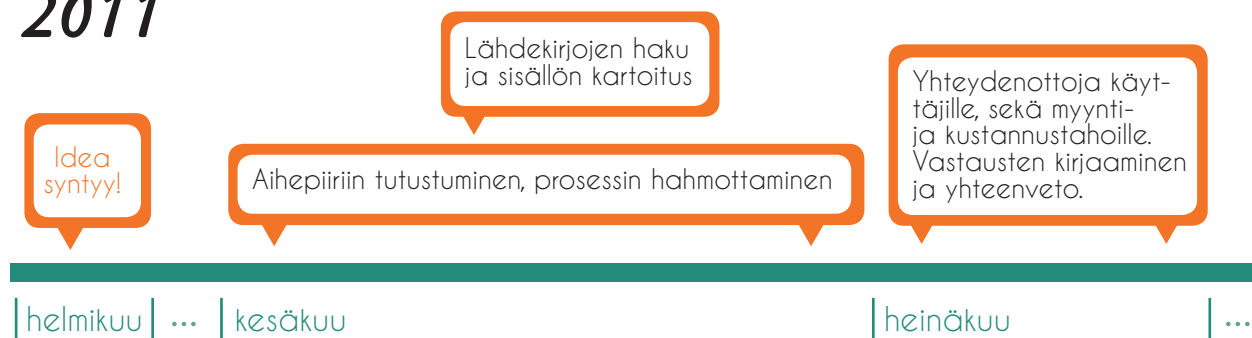 2011
Lähdekirjojen haku
ja sisällön kartoitus
Yhteydenottoja käyt-
täjille, sekä myynti-
ja kustannustahoille.
Vastausten kirjaaminen
ja yhteenveto.
Idea
syntyy!
Aihepiiriin tutustuminen, prosessin hahmottaminen
helmikuu ... kesäkuu heinäkuu ...